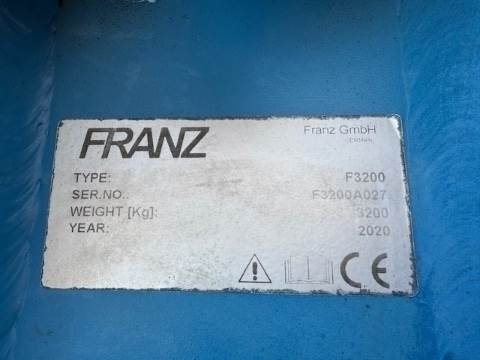 FRANZ
Franz GmbH
TYPE: F3200
SER.NO.: F3200A027
WEIGHT [Kg]: 3200
YEAR: 2020
CE